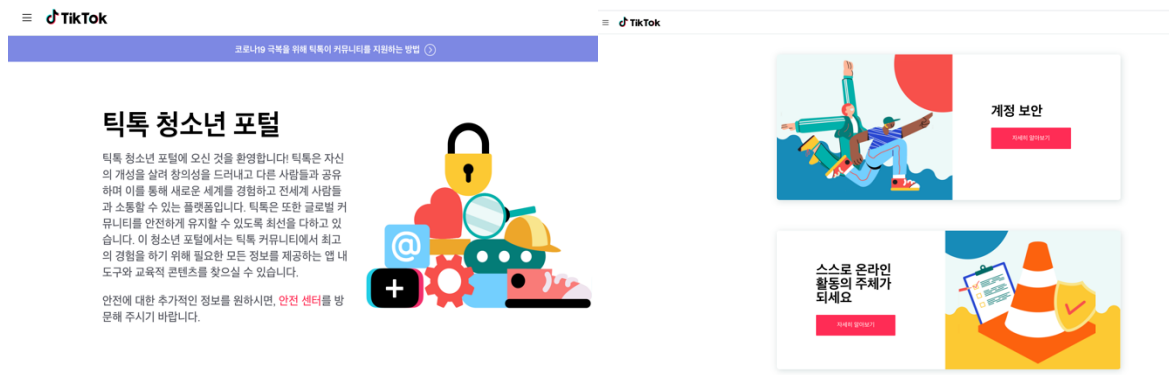 TikTok
코로나19 극복을 위해 틱톡이 커뮤니티를 지원하는 방법
틱톡 청소년 포털
틱톡 청소년 포털에 오신 것을 환영합니다! 틱톡은 자신
의 개성을 살려 창의성을 드러내고 다른 사람들과 공유
하며 이를 통해 새로운 세계를 경험하고 전세계 사람들
과 소통할 수 있는 플랫폼입니다. 틱톡은 또한 글로벌 커
뮤니티를 안전하게 유지할 수 있도록 최선을 다하고 있
습니다. 이 청소년 포털에서는 틱톡 커뮤니티에서 최고
의 경험을 하기 위해 필요한 모든 정보를 제공하는 앱 내
도구와 교육적 콘텐츠를 찾으실 수 있습니다.
안전에 대한 추가적인 정보를 원하시면, 안전 센터를 방
문해 주시기 바랍니다.
@
TikTok
계정 보안
자세히 알아보기
스스로 온라인
활동의 주체가
되세요
자세히 알아보기